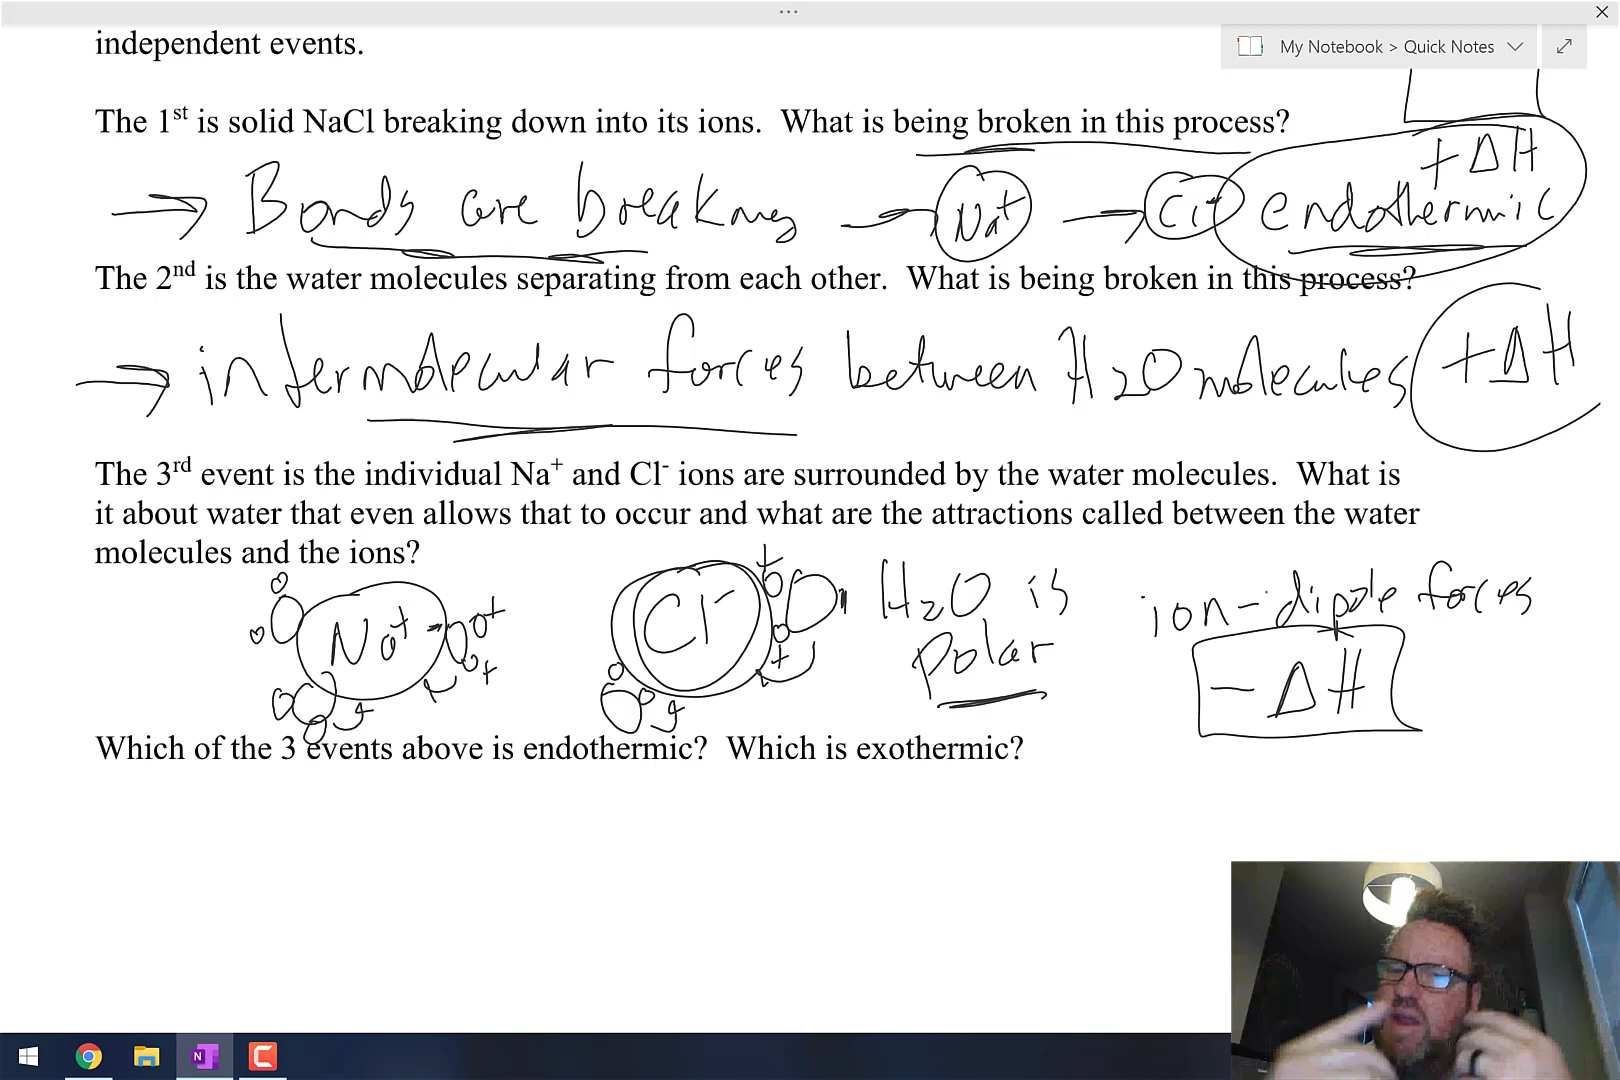 independent events.
My Notebook > Quick Notes
The 1st is solid NaCl breaking down into its ions. What is being broken in this process?
+ΔH
→ Bonds are breaking → Na+ → Cl- endothermic
The 2nd is the water molecules separating from each other. What is being broken in this process?
→ intermolecular forces between H2O molecules +ΔH
The 3rd event is the individual Na+ and Cl- ions are surrounded by the water molecules. What is
it about water that even allows that to occur and what are the attractions called between the water
molecules and the ions?
Na+ Cl- H2O is ion-dipole forces
Polar -ΔH
Which of the 3 events above is endothermic? Which is exothermic?